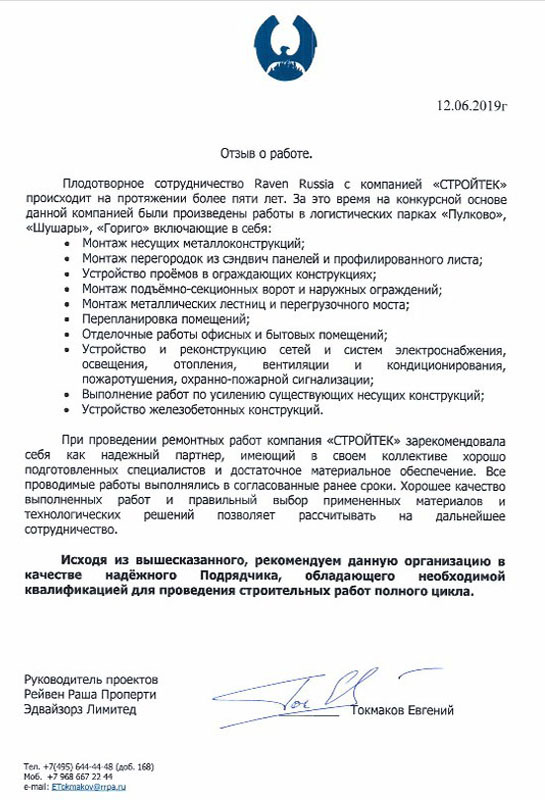 12.06.2019г
Отзыв о работе.
Плодотворное сотрудничество Raven Russia с компанией «СТРОЙТЕК»
происходит на протяжении более пяти лет. За это время на конкурсной основе
данной компанией были произведены работы в логистических парках «Пулково»,
«Шушары», «Гориго» включающие в себя:
• Монтаж несущих металлоконструкций;
• Монтаж перегородок из сэндвич панелей и профилированного листа;
• Устройство проёмов в ограждающих конструкциях;
• Монтаж подъёмно-секционных ворот и наружных ограждений;
• Монтаж металлических лестниц и перегрузочного моста;
• Перепланировка помещений;
• Отделочные работы офисных и бытовых помещений;
• Устройство и реконструкцию сетей и систем электроснабжения,
освещения, отопления, вентиляции и кондиционирования,
пожаротушения, охранно-пожарной сигнализации;
• Выполнение работ по усилению существующих несущих конструкций;
• Устройство железобетонных конструкций.
При проведении ремонтных работ компания «СТРОЙТЕК» зарекомендовала
себя как надежный партнер, имеющий в своем коллективе хорошо
подготовленных специалистов и достаточное материальное обеспечение. Все
проводимые работы выполнялись в согласованные ранее сроки. Хорошее качество
выполненных работ и правильный выбор примененных материалов и
технологических решений позволяет рассчитывать на дальнейшее
сотрудничество.
Исходя из вышесказанного, рекомендуем данную организацию в
качестве надёжного Подрядчика, обладающего необходимой
квалификацией для проведения строительных работ полного цикла.
Руководитель проектов
Рейвен Раша Проперти
Эдвайзорз Лимитед Токмаков Евгений
Тел. +7(495) 644-44-48 (доб. 168)
Моб. +7 968 667 22 44
e-mail: ETokmakov@rrpa.ru